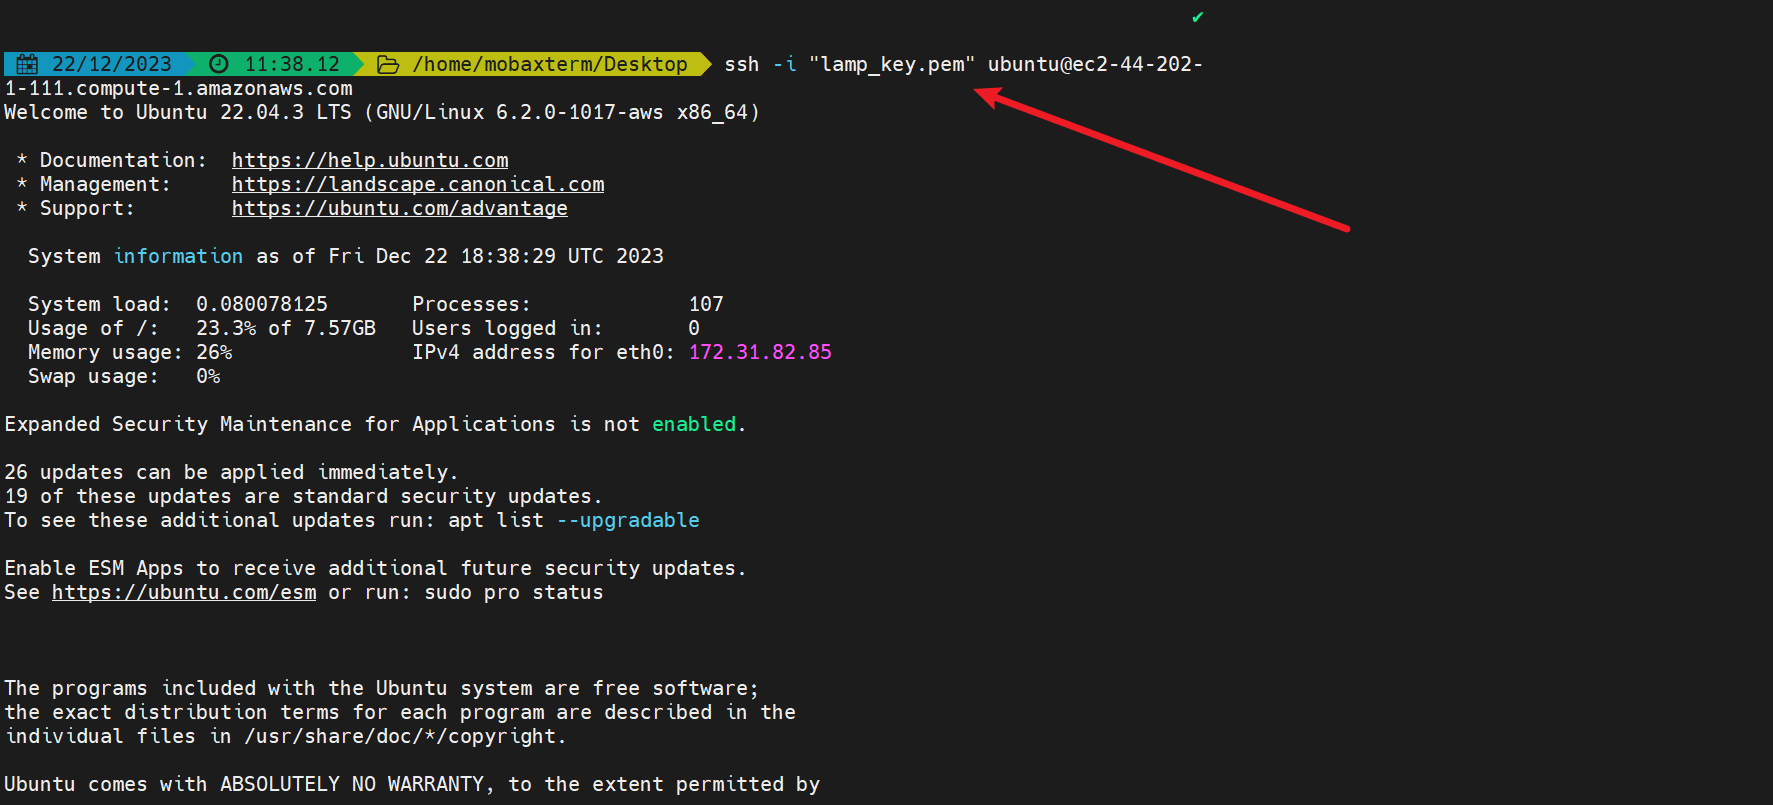 ✔
22/12/2023 11:38.12 /home/mobaxterm/Desktop ssh -i "lamp_key.pem" ubuntu@ec2-44-202-
1-111.compute-1.amazonaws.com
Welcome to Ubuntu 22.04.3 LTS (GNU/Linux 6.2.0-1017-aws x86_64)
* Documentation: https://help.ubuntu.com
* Management: https://landscape.canonical.com
* Support: https://ubuntu.com/advantage
System information as of Fri Dec 22 18:38:29 UTC 2023
System load: 0.080078125 Processes: 107
Usage of /: 23.3% of 7.57GB Users logged in: 0
Memory usage: 26% IPv4 address for eth0: 172.31.82.85
Swap usage: 0%
Expanded Security Maintenance for Applications is not enabled.
26 updates can be applied immediately.
19 of these updates are standard security updates.
To see these additional updates run: apt list --upgradable
Enable ESM Apps to receive additional future security updates.
See https://ubuntu.com/esm or run: sudo pro status
The programs included with the Ubuntu system are free software;
the exact distribution terms for each program are described in the
individual files in /usr/share/doc/*/copyright.
Ubuntu comes with ABSOLUTELY NO WARRANTY, to the extent permitted by